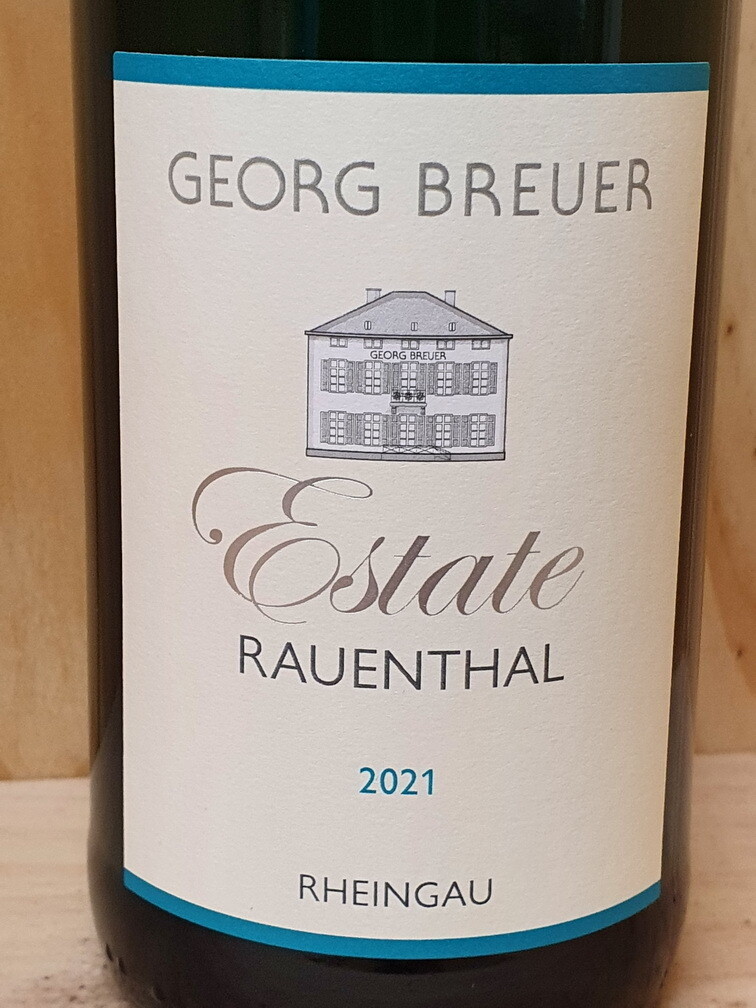 GEORG BREUER
GEORG BREUER
Estate
RAUENTHAL
2021
RHEINGAU